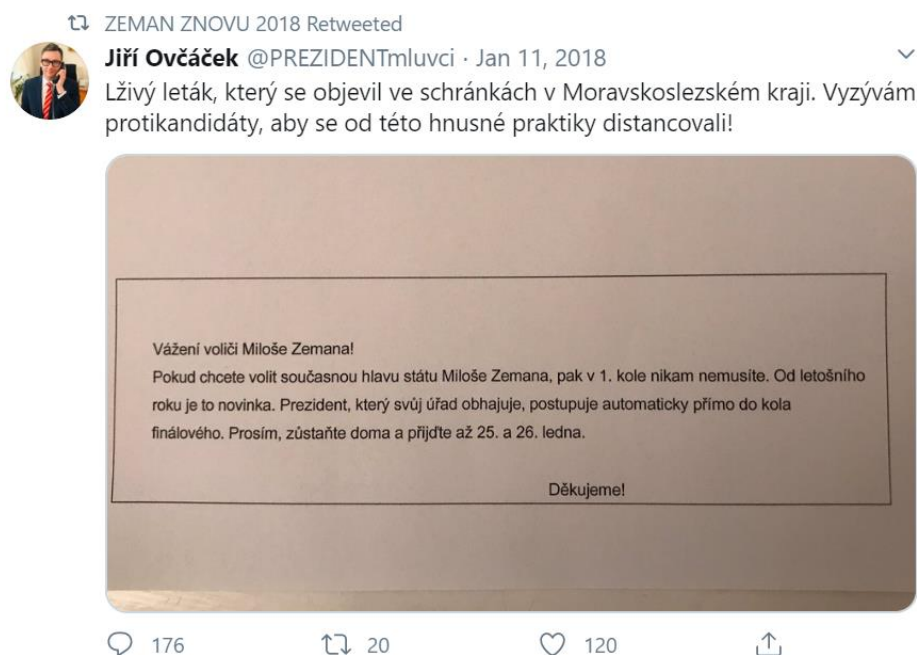 ZEMAN ZNOVU 2018 Retweeted
Jiří Ovčáček @PREZIDENTmluvci · Jan 11, 2018
Lživý leták, který se objevil ve schránkách v Moravskoslezském kraji. Vyzývám
protikandidáty, aby se od této hnusné praktiky distancovali!
Vážení voliči Miloše Zemana!
Pokud chcete volit současnou hlavu státu Miloše Zemana, pak v 1. kole nikam nemusíte. Od letošního
roku je to novinka. Prezident, který svůj úřad obhajuje, postupuje automaticky přímo do kola
finálového. Prosím, zůstaňte doma a přijďte až 25. a 26. ledna.
Děkujeme!
176 20 120